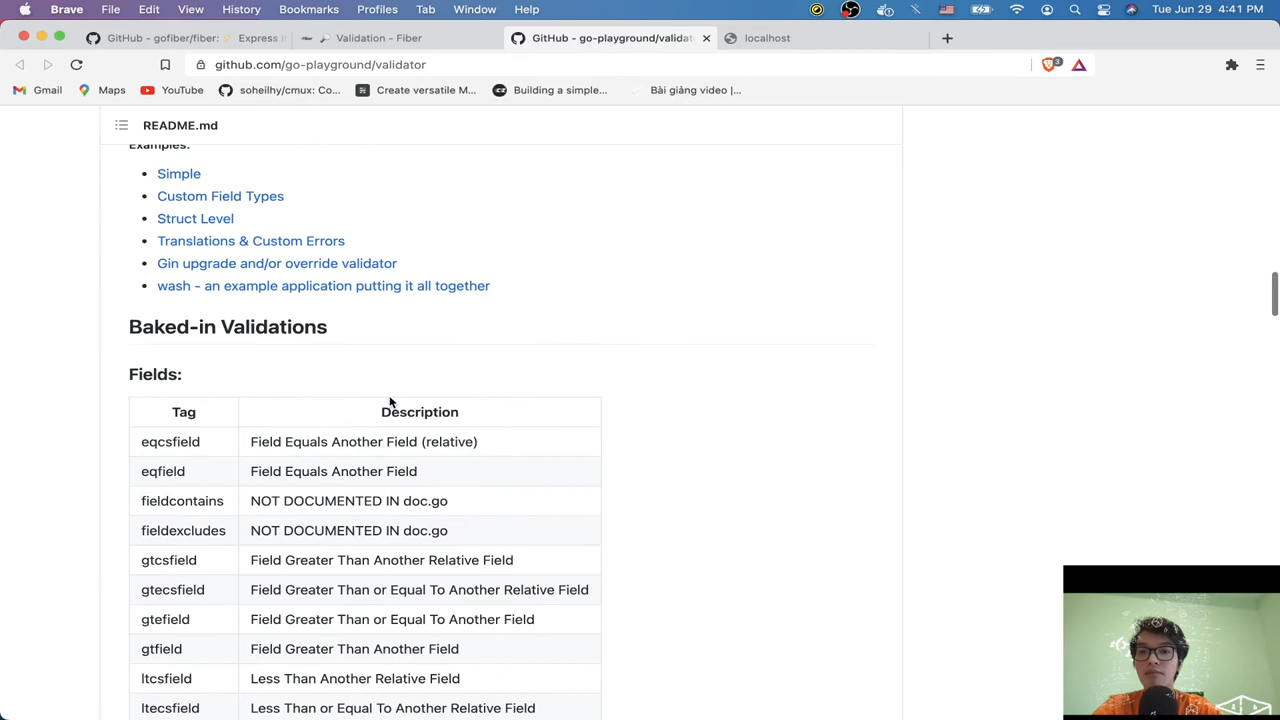 Brave File Edit View History Bookmarks Profiles Tab Window Help Tue Jun 29 4:41 PM
GitHub - gofiber/fiber: ⚡ Express i
Validation - Fiber
GitHub - go-playground/validat
localhost
github.com/go-playground/validator
3
Gmail Maps YouTube soheilhy/cmux: Co... Create versatile M... Building a simple... Bài giảng video |...
README.md
Examples:
Simple
Custom Field Types
Struct Level
Translations & Custom Errors
Gin upgrade and/or override validator
wash - an example application putting it all together
Baked-in Validations
Fields:
Tag Description
eqcsfield Field Equals Another Field (relative)
eqfield Field Equals Another Field
fieldcontains NOT DOCUMENTED IN doc.go
fieldexcludes NOT DOCUMENTED IN doc.go
gtcsfield Field Greater Than Another Relative Field
gtecsfield Field Greater Than or Equal To Another Relative Field
gtefield Field Greater Than or Equal To Another Field
gtfield Field Greater Than Another Field
ltcsfield Less Than Another Relative Field
ltecsfield Less Than or Equal To Another Relative Field